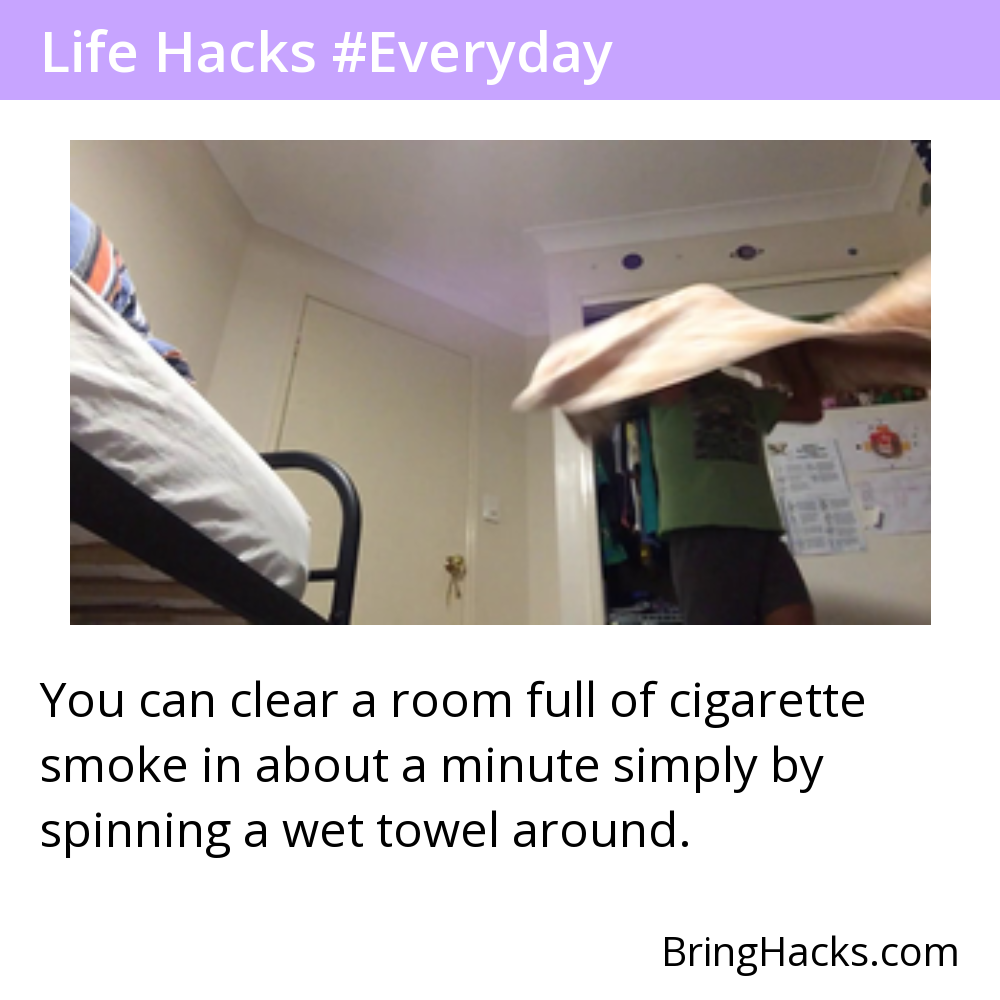 Life Hacks #Everyday
You can clear a room full of cigarette
smoke in about a minute simply by
spinning a wet towel around.
BringHacks.com